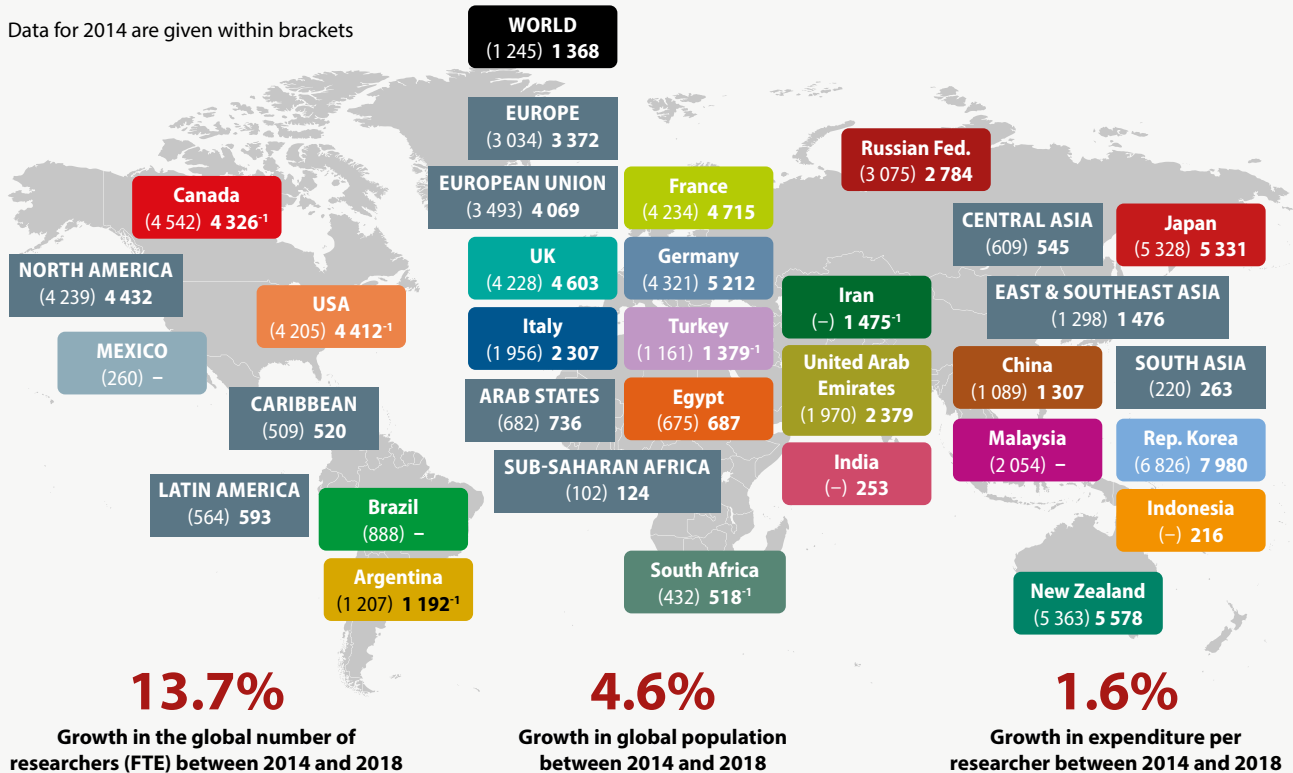 Data for 2014 are given within brackets
WORLD
(1 245) 1 368
EUROPE
(3 034) 3 372
Russian Fed.
(3 075) 2 784
Canada
(4 542) 4 326-1
EUROPEAN UNION
(3 493) 4 069
France
(4 234) 4 715
CENTRAL ASIA
(609) 545
Japan
(5 328) 5 331
NORTH AMERICA
(4 239) 4 432
USA
(4 205) 4 412-1
UK
(4 228) 4 603
Germany
(4 321) 5 212
Iran
(–) 1 475-1
EAST & SOUTHEAST ASIA
(1 298) 1 476
MEXICO
(260) –
Italy
(1 956) 2 307
Turkey
(1 161) 1 379-1
United Arab
Emirates
(1 970) 2 379
China
(1 089) 1 307
SOUTH ASIA
(220) 263
CARIBBEAN
(509) 520
ARAB STATES
(682) 736
Egypt
(675) 687
Malaysia
(2 054) –
Rep. Korea
(6 826) 7 980
SUB-SAHARAN AFRICA
(102) 124
India
(–) 253
LATIN AMERICA
(564) 593
Brazil
(888) –
Indonesia
(–) 216
Argentina
(1 207) 1 192-1
South Africa
(432) 518-1
New Zealand
(5 363) 5 578
13.7%
Growth in the global number of
researchers (FTE) between 2014 and 2018
4.6%
Growth in global population
between 2014 and 2018
1.6%
Growth in expenditure per
researcher between 2014 and 2018